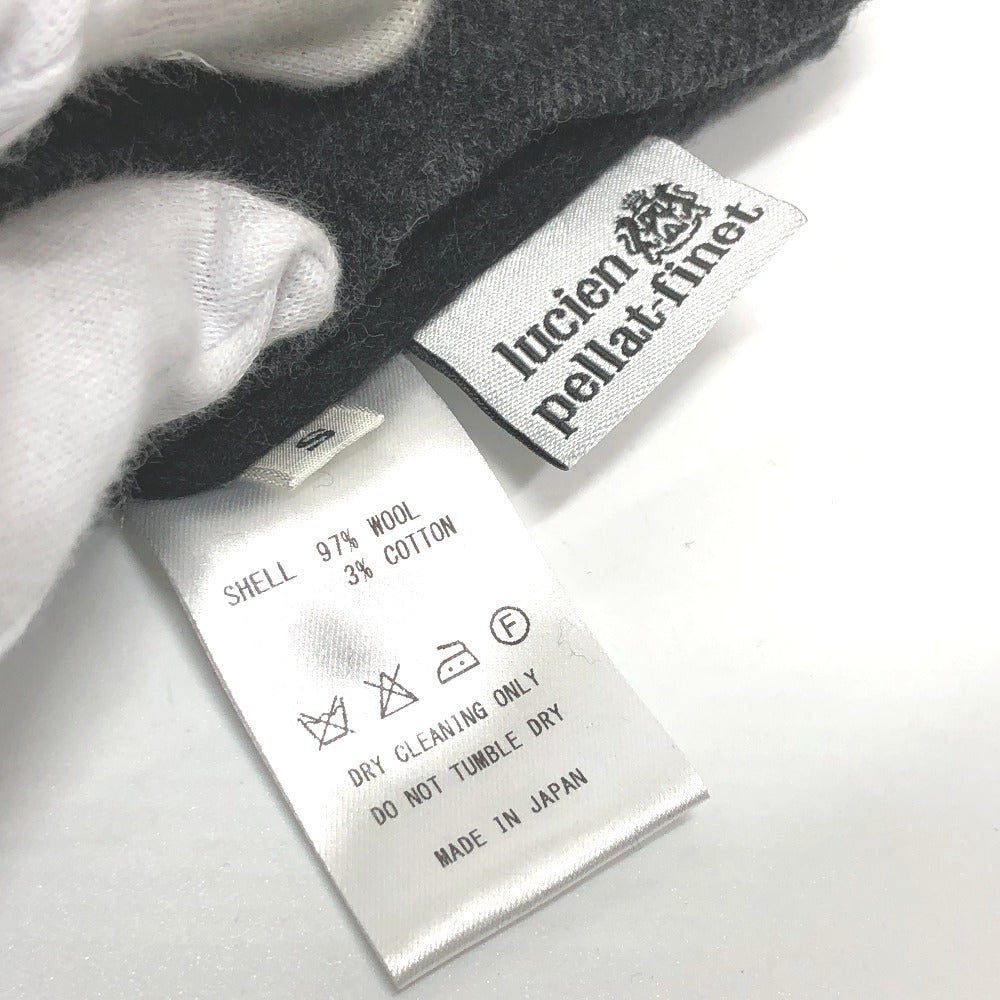 lucien
pellat-finet
S
SHELL 97% WOOL
3% COTTON
F
DRY CLEANING ONLY
DO NOT TUMBLE DRY
MADE IN JAPAN